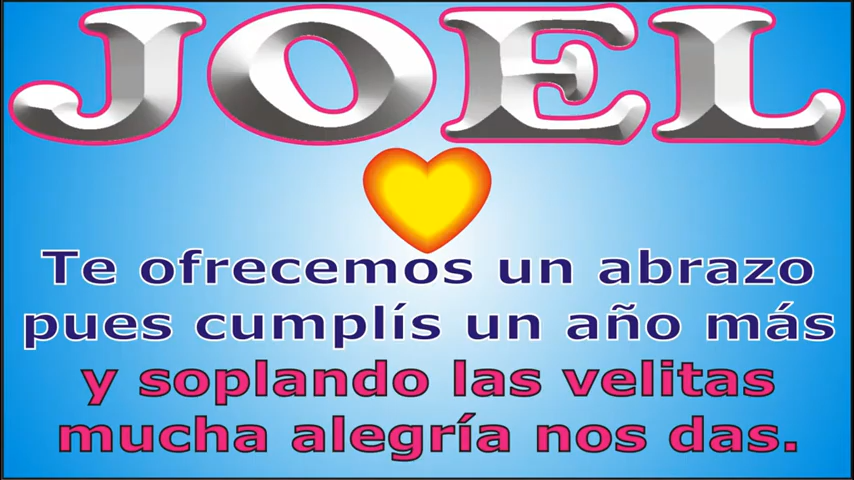 JOEL
Te ofrecemos un abrazo
pues cumplís un año más
y soplando las velitas
mucha alegría nos das.